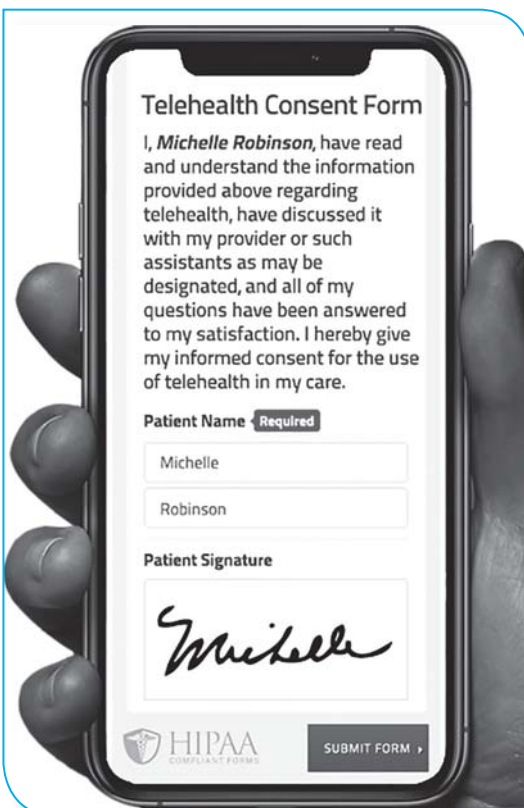 Telehealth Consent Form
I, Michelle Robinson, have read
and understand the information
provided above regarding
telehealth, have discussed it
with my provider or such
assistants as may be
designated, and all of my
questions have been answered
to my satisfaction. I hereby give
my informed consent for the use
of telehealth in my care.
Patient Name Required
Michelle
Robinson
Patient Signature
Michelle
HIPAA
COMPLIANT FORMS
SUBMIT FORM